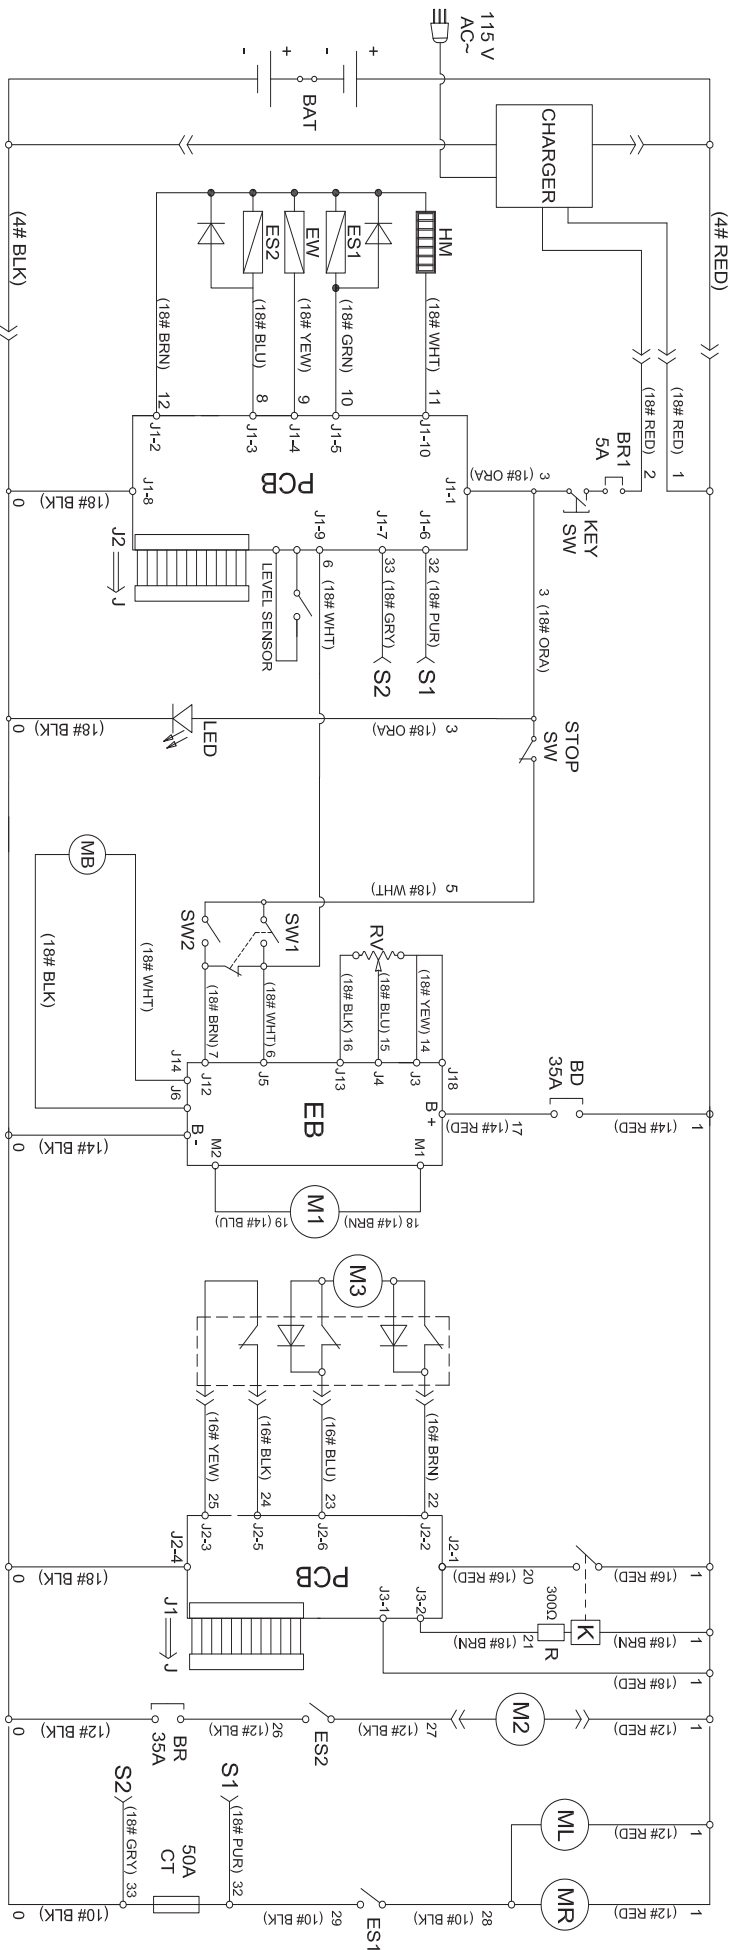 115 V
AC~
+
-
+
-
BAT
CHARGER
(4# RED)
(4# BLK)
HM
ES1
EW
ES2
(18# WHT)
(18# GRN)
(18# YEW)
(18# BLU)
(18# BRN)
11
10
9
8
12
J1-10
J1-5
J1-4
J1-3
J1-2
PCB
J1-1
J1-8
J1-6
J1-7
J1-9
(18# RED)
1
(18# RED)
2
BR1
5A
KEY
SW
3
(18# ORA)
3 (18# ORA)
0
(18# BLK)
32 (18# PUR)
S1
33 (18# GRY)
S2
6 (18# WHT)
LEVEL SENSOR
J2
J
STOP
SW
3
(18# ORA)
LED
0
(18# BLK)
5
(18# WHT)
MB
(18# WHT)
(18# BLK)
SW1
SW2
RV
(18# YEW) 14
(18# BLU) 15
(18# BLK) 16
(18# WHT) 6
(18# BRN) 7
J18
J3
J4
J13
J5
J12
J14
J6
B+
B-
EB
M1
M2
BD
35A
1
(14# RED)
17
(14# RED)
0
(14# BLK)
M1
18 (14# BRN)
19 (14# BLU)
M3
(16# BRN) 22
(16# BLU) 23
(16# BLK) 24
(16# YEW) 25
J2-1
J2-2
J2-6
J2-5
J2-3
J2-4
J3-2
J3-1
PCB
J1
J
1
(16# RED)
20
(16# RED)
0
(18# BLK)
K
300Ω
R
1
(18# BRN)
21
(18# BRN)
1
(18# RED)
M2
1
(12# RED)
27
(12# BLK)
ES2
26
(12# BLK)
BR
35A
0
(12# BLK)
ML
1
(12# RED)
MR
1
(12# RED)
28
(10# BLK)
ES1
29
(10# BLK)
S1
(18# PUR) 32
50A
CT
S2
(18# GRY) 33
0
(10# BLK)